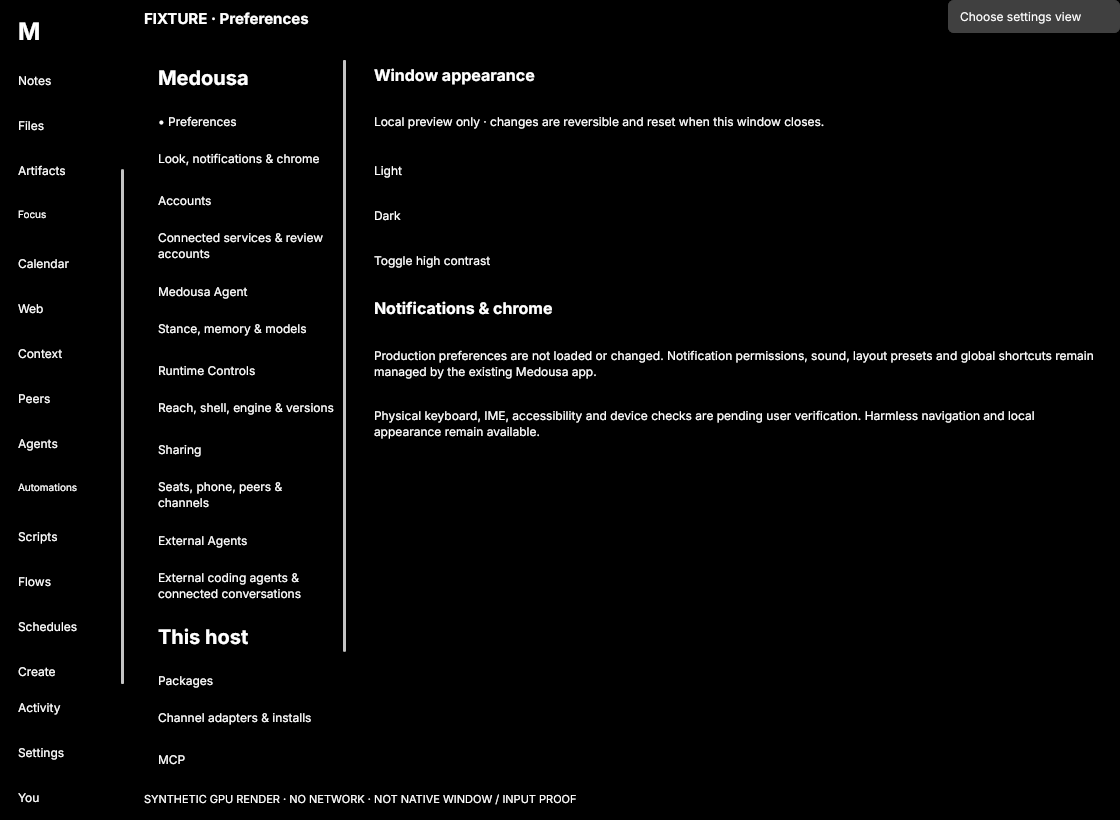 M
Notes
Files
Artifacts
Focus
Calendar
Web
Context
Peers
Agents
Automations
Scripts
Flows
Schedules
Create
Activity
Settings
You
FIXTURE · Preferences
Choose settings view
Medousa
• Preferences
Look, notifications & chrome
Accounts
Connected services & review
accounts
Medousa Agent
Stance, memory & models
Runtime Controls
Reach, shell, engine & versions
Sharing
Seats, phone, peers &
channels
External Agents
External coding agents &
connected conversations
This host
Packages
Channel adapters & installs
MCP
Window appearance
Local preview only · changes are reversible and reset when this window closes.
Light
Dark
Toggle high contrast
Notifications & chrome
Production preferences are not loaded or changed. Notification permissions, sound, layout presets and global shortcuts remain
managed by the existing Medousa app.
Physical keyboard, IME, accessibility and device checks are pending user verification. Harmless navigation and local
appearance remain available.
SYNTHETIC GPU RENDER · NO NETWORK · NOT NATIVE WINDOW / INPUT PROOF